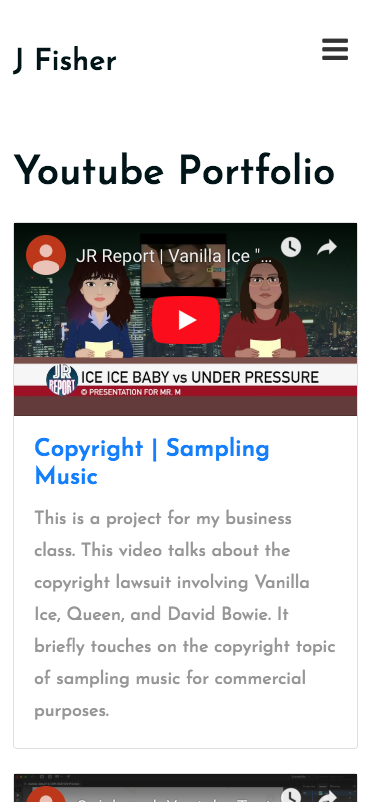 J Fisher
Youtube Portfolio
JR Report | Vanilla Ice "...
JR
REPORT
ICE ICE BABY vs UNDER PRESSURE
© PRESENTATION FOR MR. M
Copyright | Sampling
Music
This is a project for my business
class. This video talks about the
copyright lawsuit involving Vanilla
Ice, Queen, and David Bowie. It
briefly touches on the copyright topic
of sampling music for commercial
purposes.